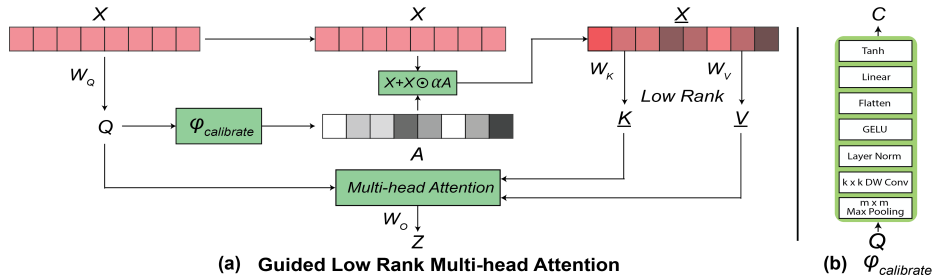 X
X
X
C
W_Q
X+X⊙αA
W_K
W_V
Low Rank
Q
φ_calibrate
A
K
V
Multi-head Attention
W_O
Z
(a) Guided Low Rank Multi-head Attention
Tanh
Linear
Flatten
GELU
Layer Norm
k x k DW Conv
m x m
Max Pooling
Q
(b) φ_calibrate